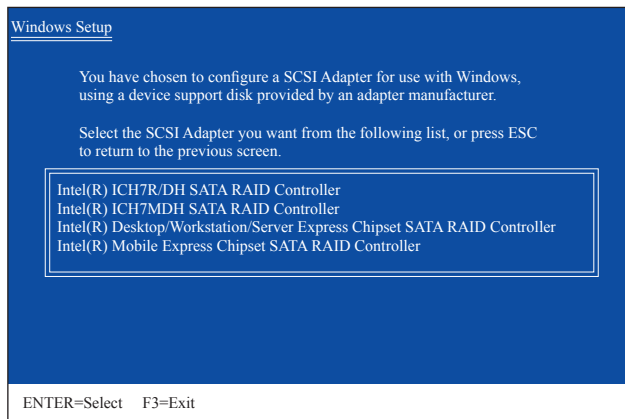 Windows Setup
You have chosen to configure a SCSI Adapter for use with Windows,
using a device support disk provided by an adapter manufacturer.
Select the SCSI Adapter you want from the following list, or press ESC
to return to the previous screen.
Intel(R) ICH7R/DH SATA RAID Controller
Intel(R) ICH7MDH SATA RAID Controller
Intel(R) Desktop/Workstation/Server Express Chipset SATA RAID Controller
Intel(R) Mobile Express Chipset SATA RAID Controller
ENTER=Select F3=Exit